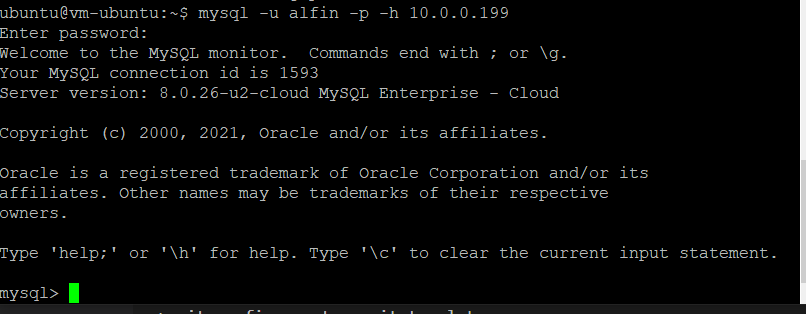 ubuntu@vm-ubuntu:~$ mysql -u alfin -p -h 10.0.0.199
Enter password:
Welcome to the MySQL monitor.  Commands end with ; or \g.
Your MySQL connection id is 1593
Server version: 8.0.26-u2-cloud MySQL Enterprise - Cloud
Copyright (c) 2000, 2021, Oracle and/or its affiliates.
Oracle is a registered trademark of Oracle Corporation and/or its
affiliates. Other names may be trademarks of their respective
owners.
Type 'help;' or '\h' for help. Type '\c' to clear the current input statement.
mysql>